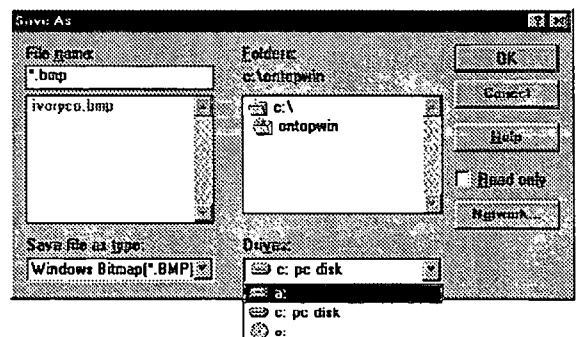 Save As
File name:
*.bmp
ivoryco.bmp
Save file as type:
Windows Bitmap(*.BMP)
Folders:
c:\ontopwin
c:\
ontopwin
Drives:
c: pc disk
a:
c: pc disk
e:
OK
Cancel
Help
Read only
Network...